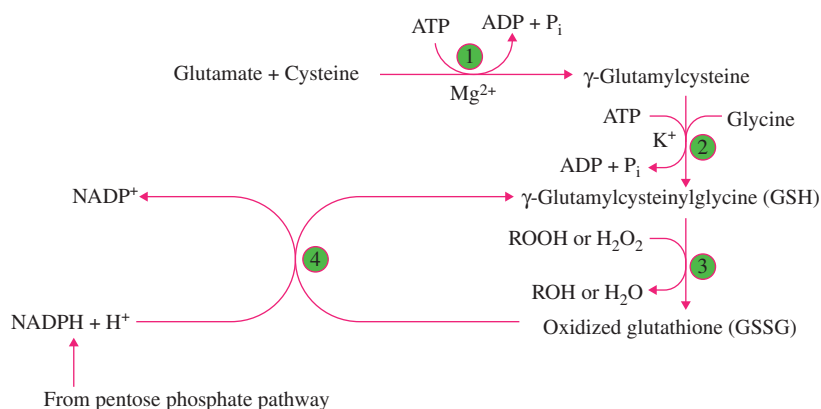 ATP
ADP + Pi
1
Glutamate + Cysteine
γ-Glutamylcysteine
Mg2+
ATP
Glycine
K+
2
ADP + Pi
NADP+
γ-Glutamylcysteinylglycine (GSH)
ROOH or H2O2
4
3
ROH or H2O
NADPH + H+
Oxidized glutathione (GSSG)
From pentose phosphate pathway